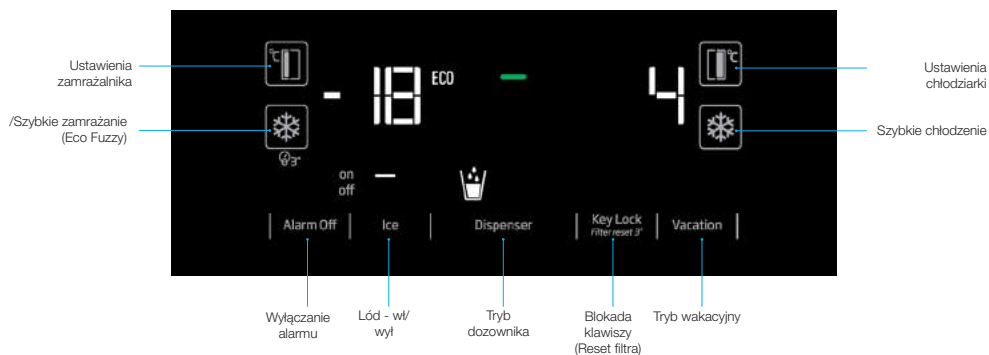 Ustawienia
zamrażalnika
/Szybkie zamrażanie
(Eco Fuzzy)
°C
- 18
ECO
4
°C
3"
on
off
Ustawienia
chłodziarki
Szybkie chłodzenie
Alarm Off
Ice
Dispenser
Key Lock
Filter reset 3"
Vacation
Wyłączanie
alarmu
Lód - wł/
wył
Tryb
dozownika
Blokada
klawiszy
(Reset filtra)
Tryb wakacyjny